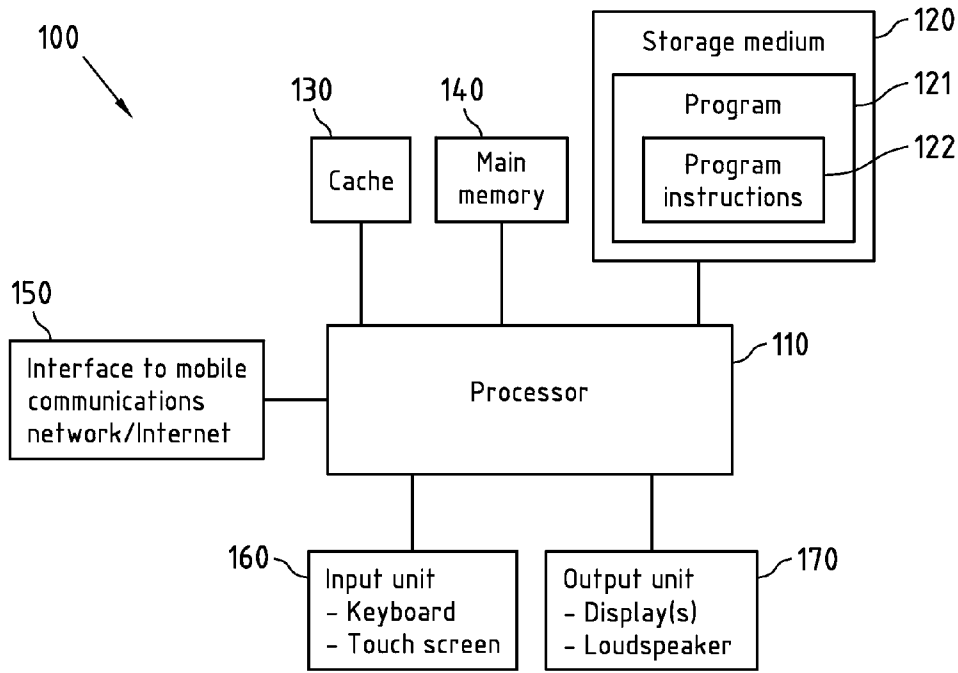 100
120
Storage medium
121
Program
122
Program
instructions
130
Cache
140
Main
memory
150
Interface to mobile
communications
network/Internet
110
Processor
160
Input unit
- Keyboard
- Touch screen
170
Output unit
- Display(s)
- Loudspeaker